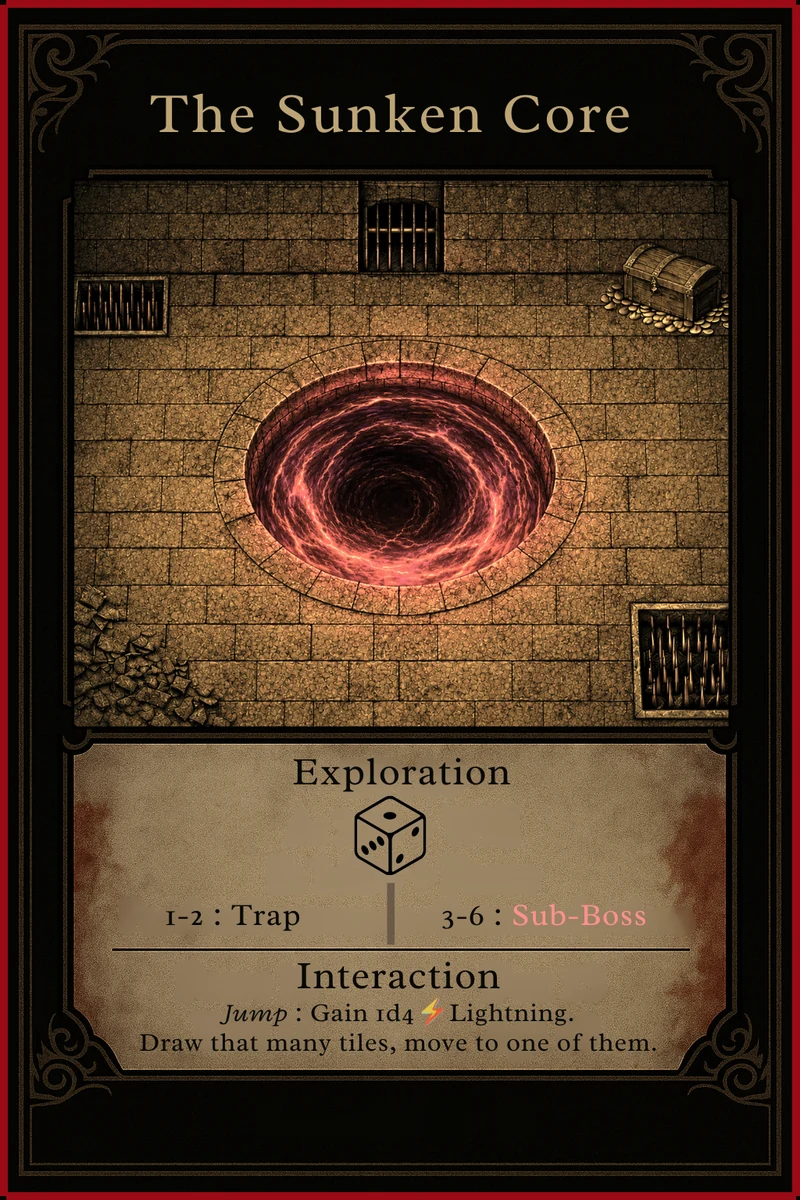 The Sunken Core
Exploration
1-2 : Trap
3-6 : Sub-Boss
Interaction
Jump : Gain 1d4 ⚡ Lightning.
Draw that many tiles, move to one of them.